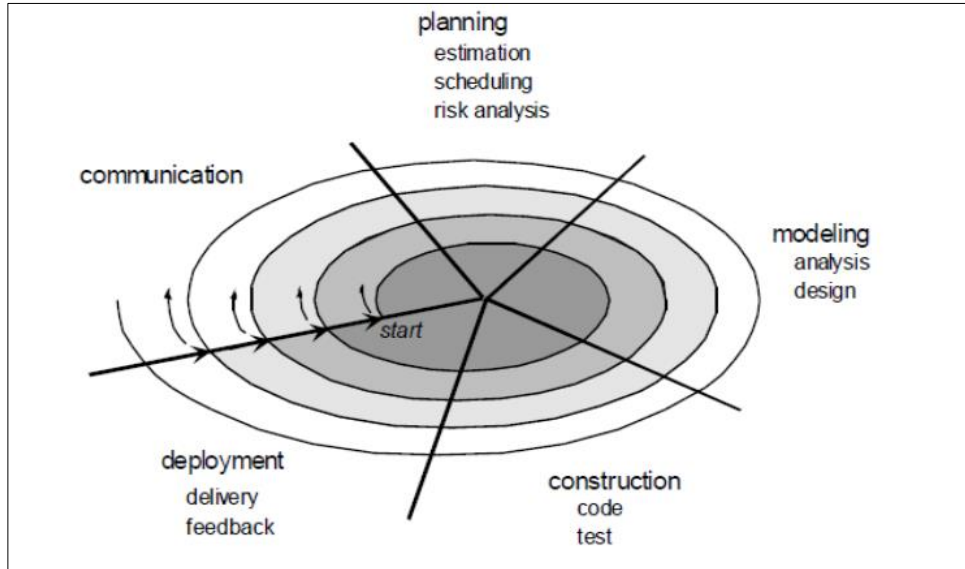 planning
estimation
scheduling
risk analysis
communication
modeling
analysis
design
start
deployment
delivery
feedback
construction
code
test